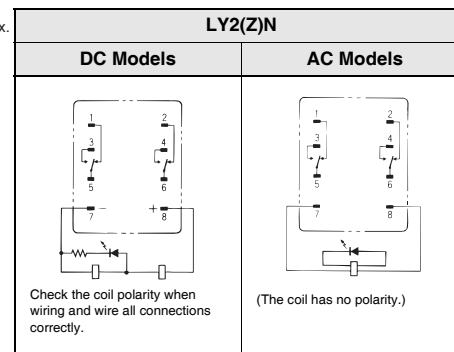 x.
LY2(Z)N
DC Models
AC Models
1 2
3 4
5 6
7 − + 8
1 2
3 4
5 6
7 8
Check the coil polarity when
wiring and wire all connections
correctly.
(The coil has no polarity.)